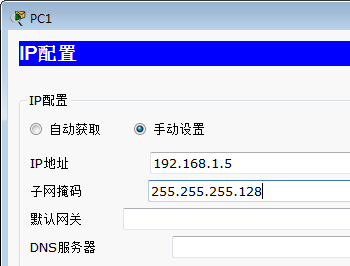 PC1
IP配置
IP配置
自动获取 手动设置
IP地址 192.168.1.5
子网掩码 255.255.255.128
默认网关
DNS服务器